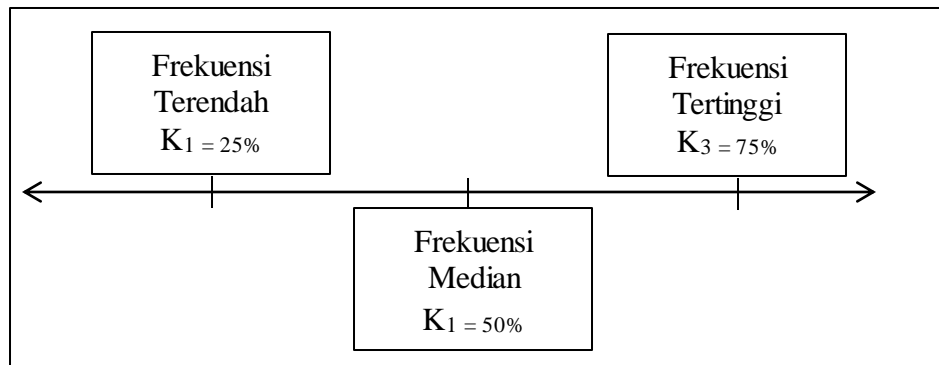 Frekuensi
Terendah
K1 = 25%
Frekuensi
Tertinggi
K3 = 75%
Frekuensi
Median
K1 = 50%